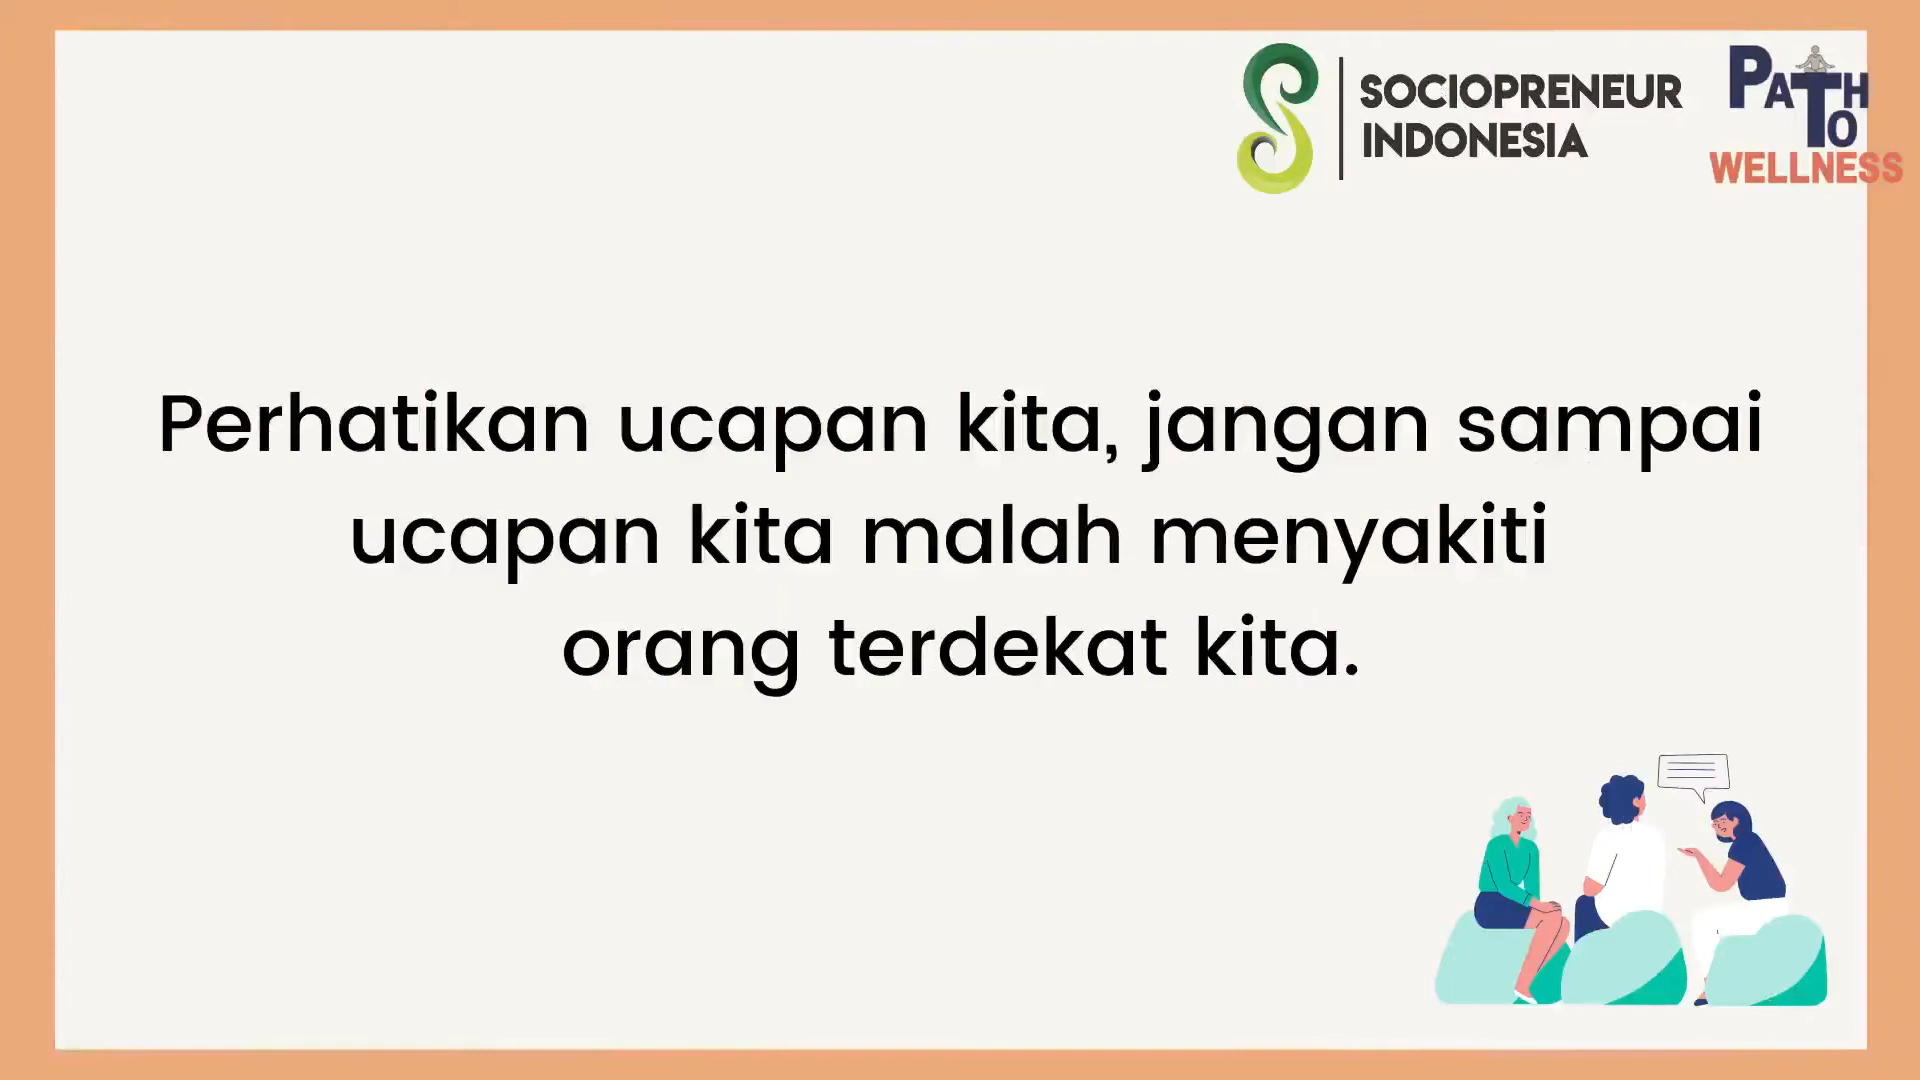 SOCIOPRENEUR
INDONESIA
PATH
TO
WELLNESS
Perhatikan ucapan kita, jangan sampai
ucapan kita malah menyakiti
orang terdekat kita.